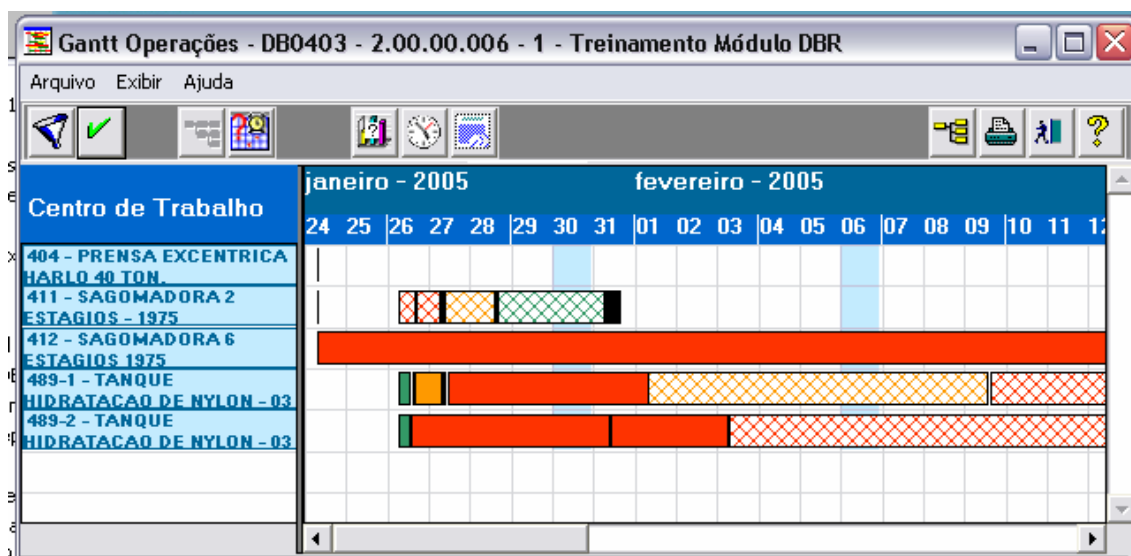 Gantt Operações - DB0403 - 2.00.00.006 - 1 - Treinamento Módulo DBR
Arquivo Exibir Ajuda
Centro de Trabalho
janeiro - 2005 fevereiro - 2005
24 25 26 27 28 29 30 31 01 02 03 04 05 06 07 08 09 10 11
404 - PRENSA EXCENTRICA
HARLO 40 TON.
411 - SAGOMADORA 2
ESTAGIOS - 1975
412 - SAGOMADORA 6
ESTAGIOS 1975
489-1 - TANQUE
HIDRATACAO DE NYLON - 03
489-2 - TANQUE
HIDRATACAO DE NYLON - 03